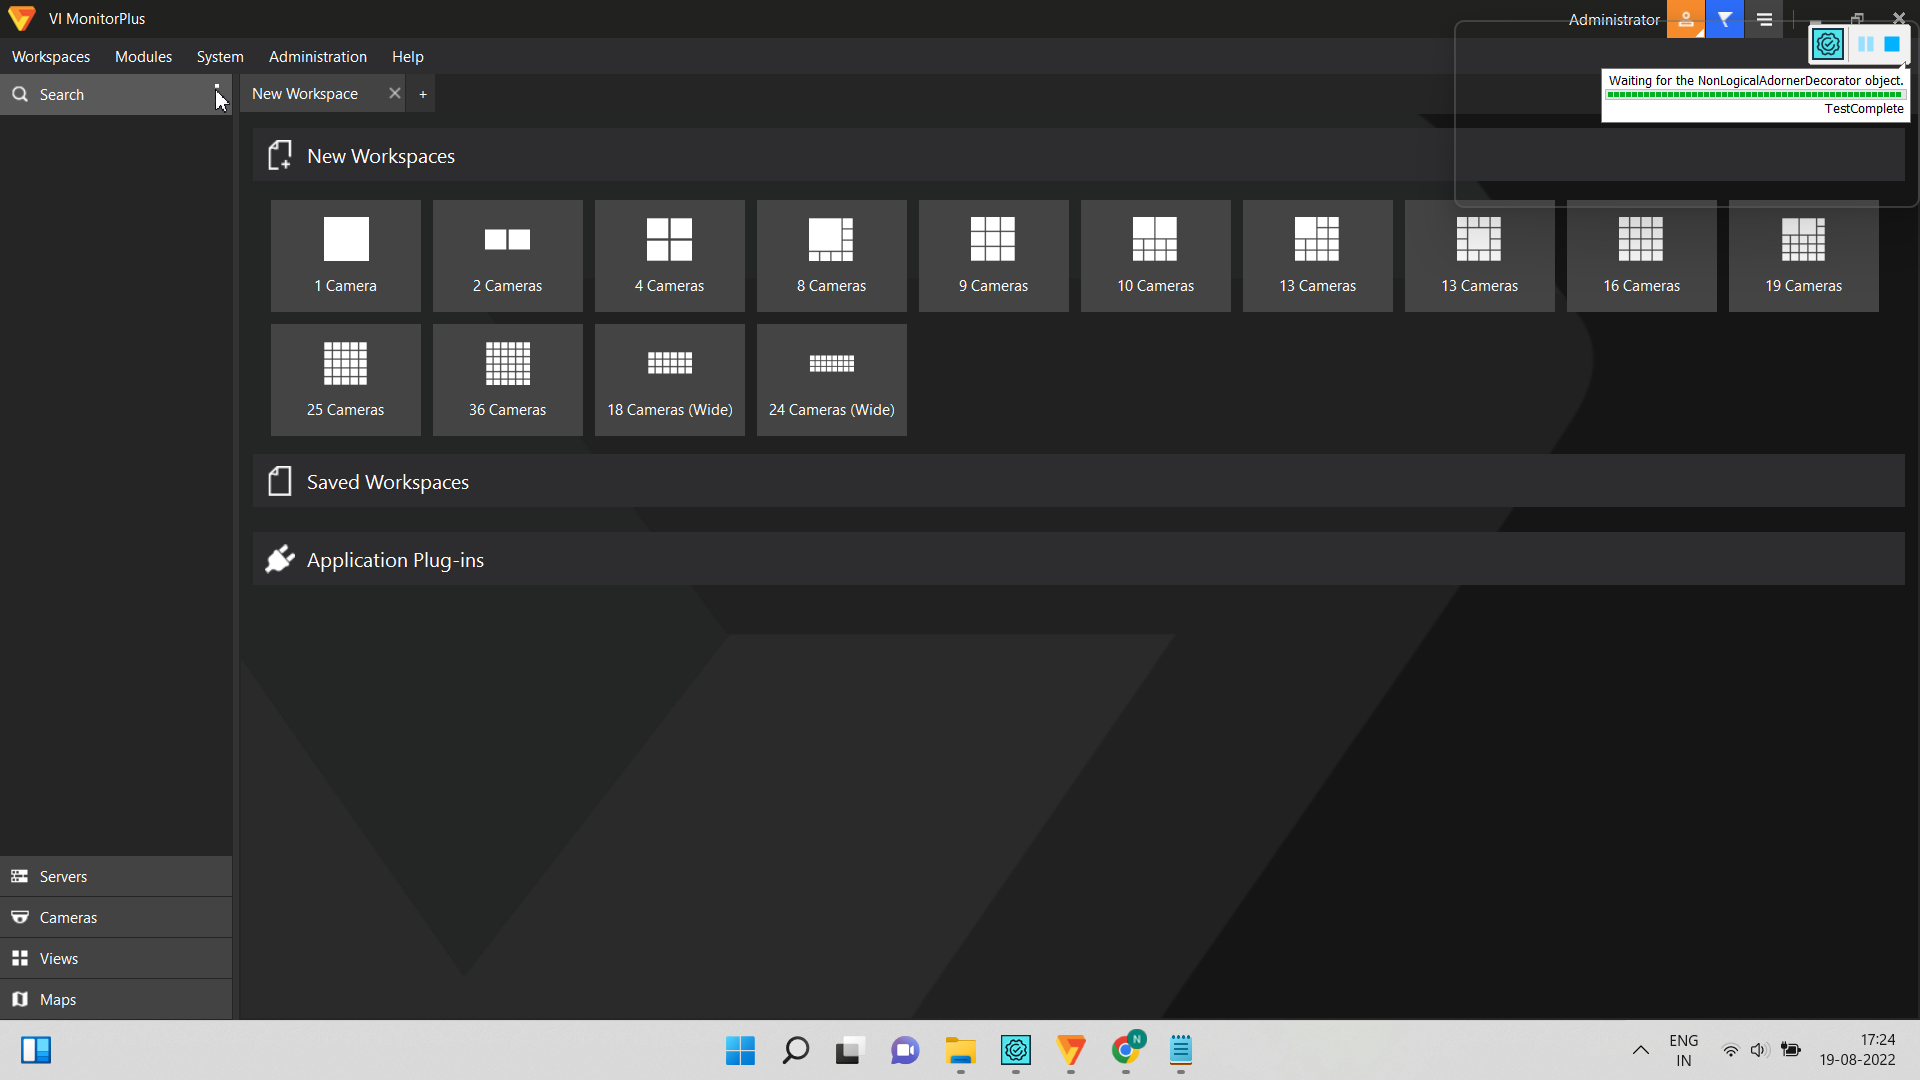 VI MonitorPlus
Administrator
Workspaces Modules System Administration Help
Waiting for the NonLogicalAdornerDecorator object.
TestComplete
Search
New Workspace
+
New Workspaces
1 Camera
2 Cameras
4 Cameras
8 Cameras
9 Cameras
10 Cameras
13 Cameras
13 Cameras
16 Cameras
19 Cameras
25 Cameras
36 Cameras
18 Cameras (Wide)
24 Cameras (Wide)
Saved Workspaces
Application Plug-ins
Servers
Cameras
Views
Maps
N
ENG
IN
17:24
19-08-2022